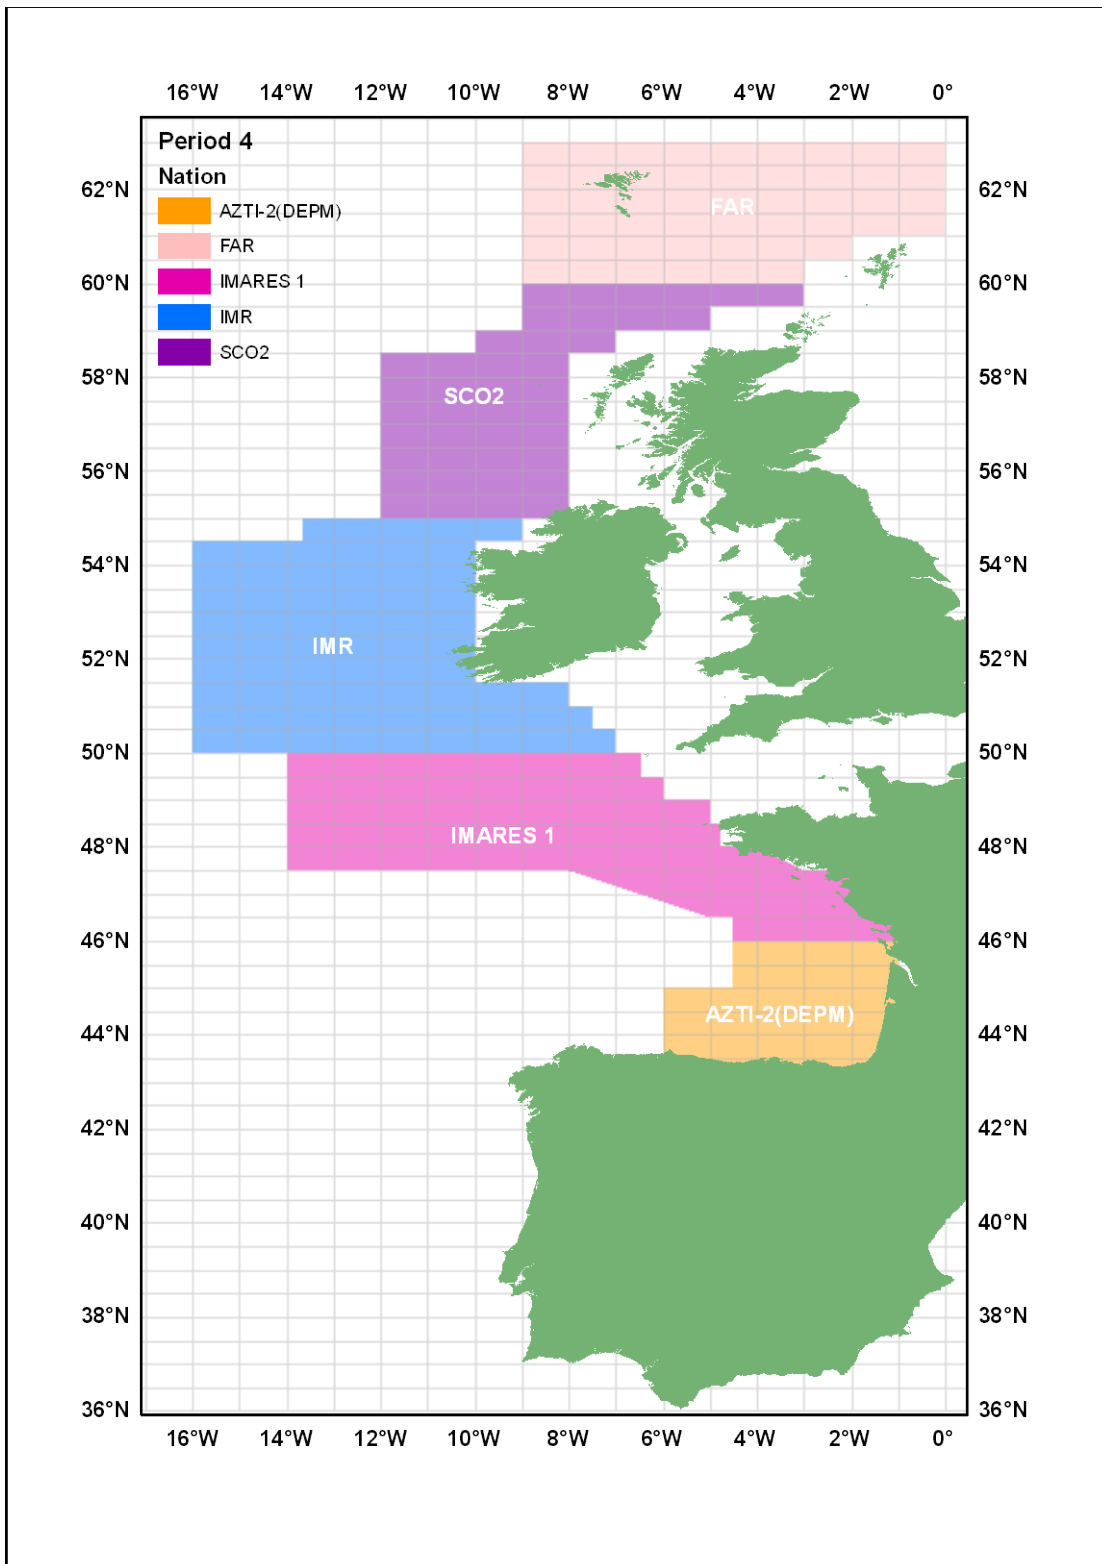 16°W 14°W 12°W 10°W 8°W 6°W 4°W 2°W 0°
Period 4
Nation
AZTI-2(DEPM)
FAR
IMARES 1
IMR
SCO2
62°N 62°N
FAR
60°N 60°N
58°N 58°N
SCO2
56°N 56°N
54°N 54°N
IMR
52°N 52°N
50°N 50°N
IMARES 1
48°N 48°N
46°N 46°N
AZTI-2(DEPM)
44°N 44°N
42°N 42°N
40°N 40°N
38°N 38°N
36°N 36°N
16°W 14°W 12°W 10°W 8°W 6°W 4°W 2°W 0°